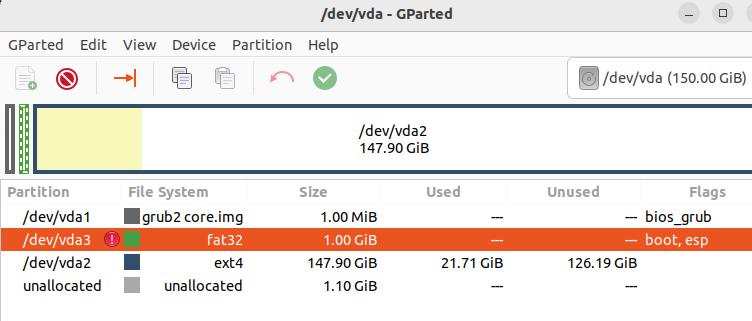 /dev/vda - GParted
GParted Edit View Device Partition Help
/dev/vda (150.00 GiB)
/dev/vda2
147.90 GiB
Partition File System Size Used Unused Flags
/dev/vda1 grub2 core.img 1.00 MiB --- --- bios_grub
/dev/vda3 fat32 1.00 GiB --- --- boot, esp
/dev/vda2 ext4 147.90 GiB 21.71 GiB 126.19 GiB
unallocated unallocated 1.10 GiB --- ---